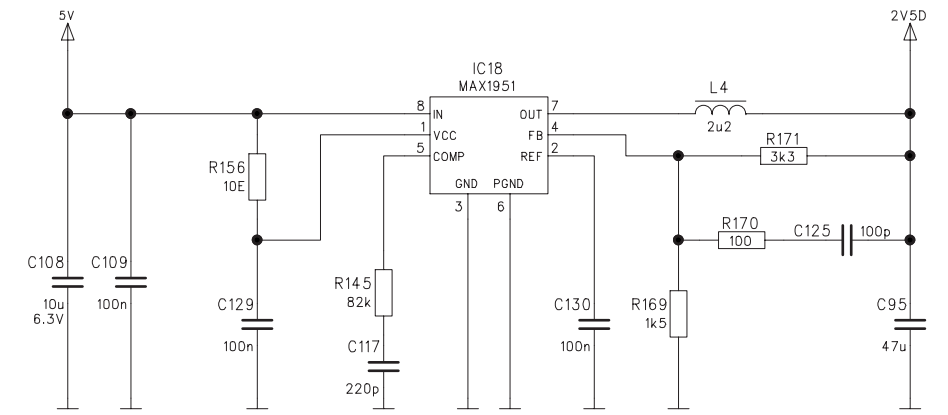 5V
2V5D
IC18
MAX1951
8
IN
OUT
7
L4
2u2
1
VCC
FB
4
5
COMP
REF
2
R171
3k3
R156
10E
GND
PGND
3
6
R170
100
C125
100p
C108
10u
6.3V
C109
100n
C129
100n
R145
82k
C117
220p
C130
100n
R169
1k5
C95
47u